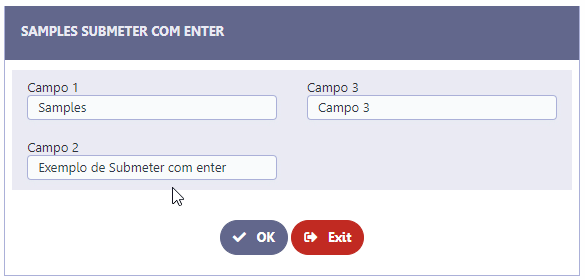 SAMPLES SUBMETER COM ENTER
Campo 1
Samples
Campo 3
Campo 3
Campo 2
Exemplo de Submeter com enter
OK
Exit